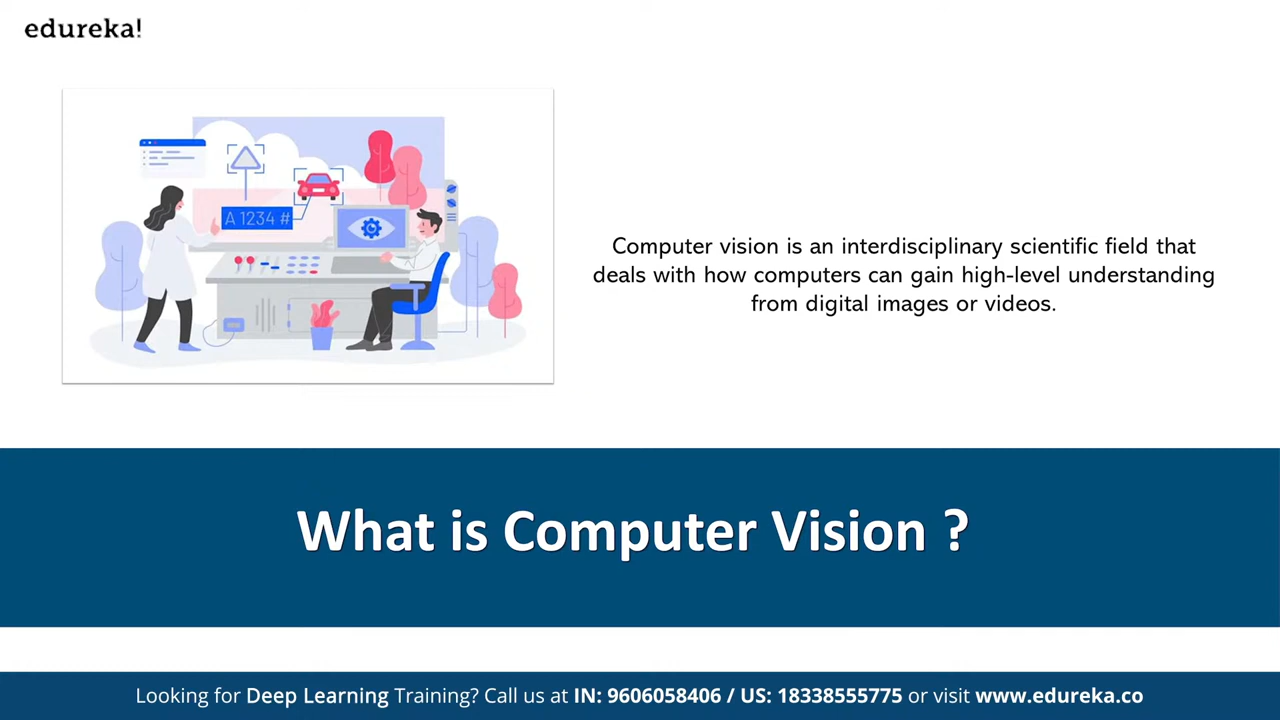 edureka!
A 1234 #
Computer vision is an interdisciplinary scientific field that
deals with how computers can gain high-level understanding
from digital images or videos.
What is Computer Vision ?
Looking for Deep Learning Training? Call us at IN: 9606058406 / US: 18338555775 or visit www.edureka.co